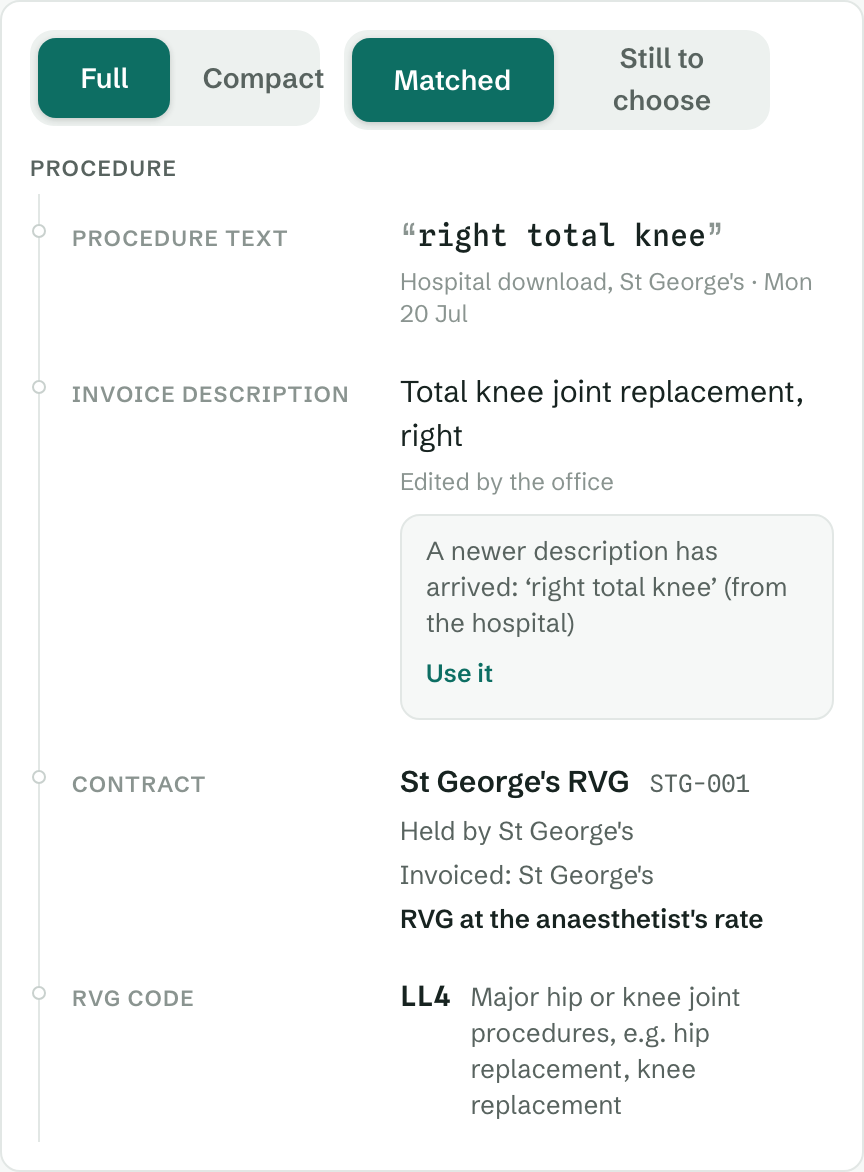 Full
Compact
Matched
Still to
choose
PROCEDURE
PROCEDURE TEXT
“right total knee”
Hospital download, St George's · Mon
20 Jul
INVOICE DESCRIPTION
Total knee joint replacement,
right
Edited by the office
A newer description has
arrived: ‘right total knee’ (from
the hospital)
Use it
CONTRACT
St George's RVG STG-001
Held by St George's
Invoiced: St George's
RVG at the anaesthetist's rate
RVG CODE
LL4 Major hip or knee joint
procedures, e.g. hip
replacement, knee
replacement